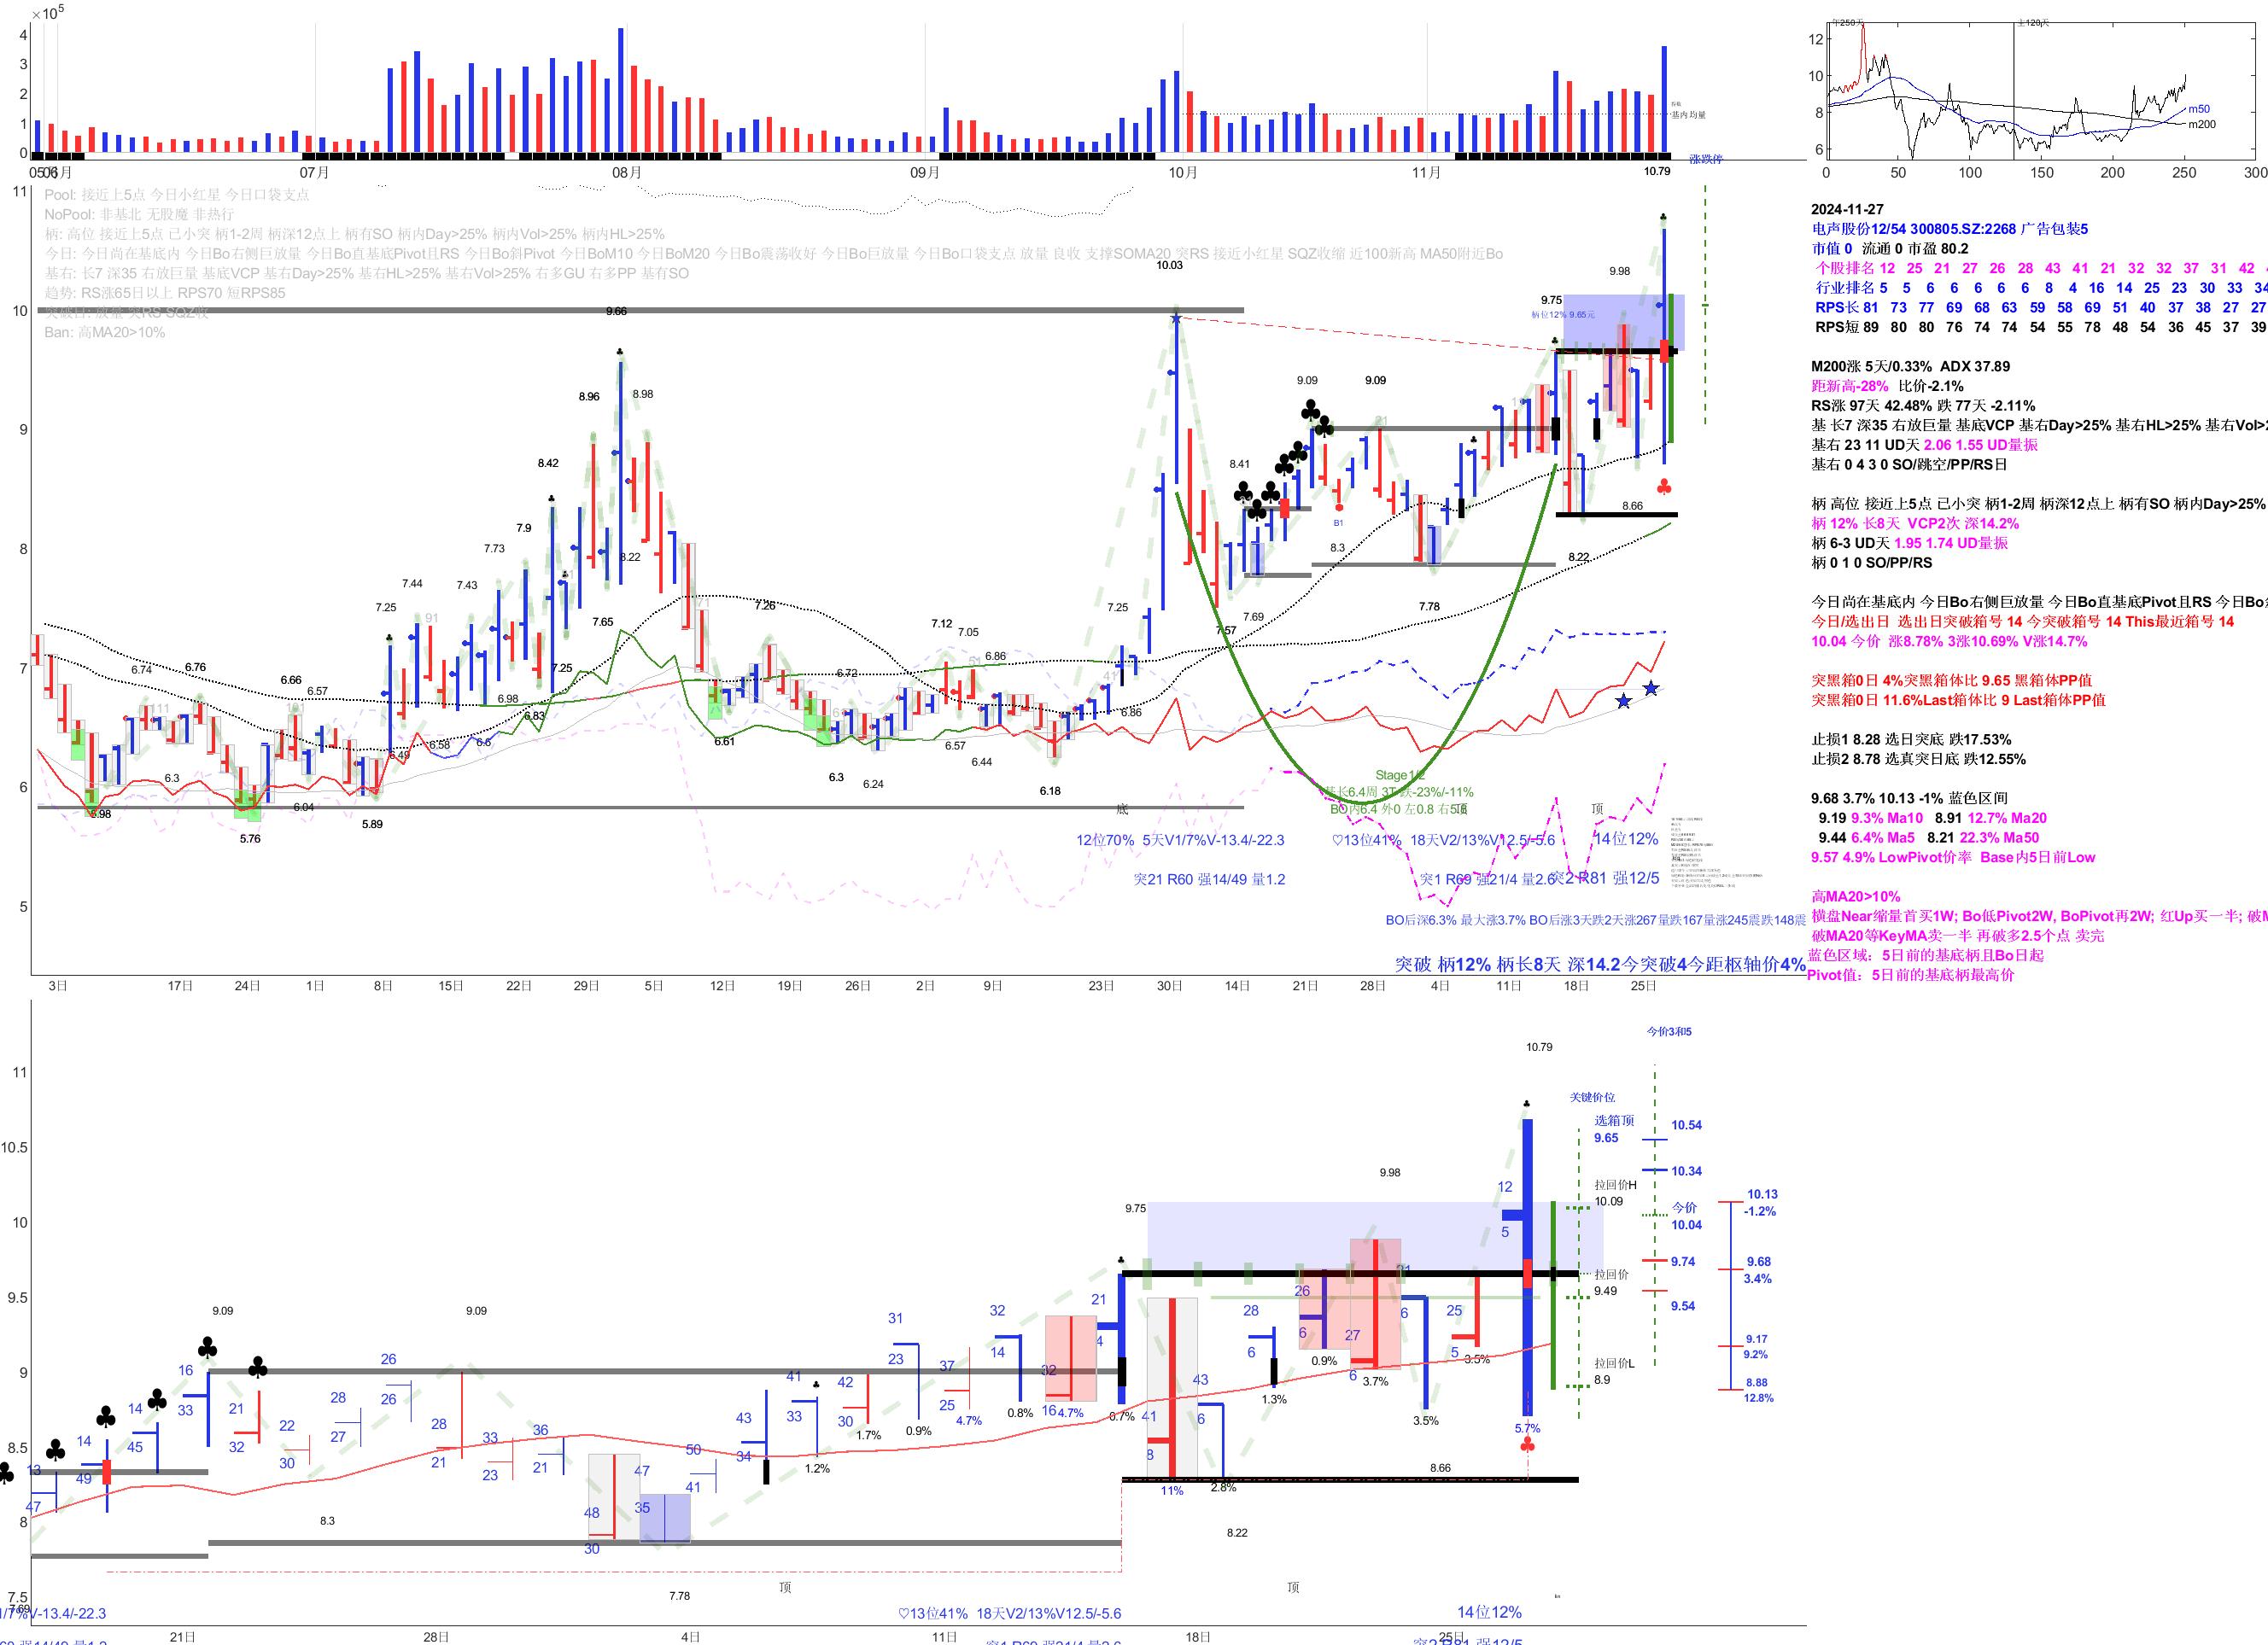 ×10⁵
4
3
2
1
0
基内均量
涨跌停
05
06月
07月
08月
09月
10月
11月
10.79
12
10
8
6
0
50
100
150
200
250
300
m50
m200
11
10
9
8
7
6
5
Pool: 接近上5点 今日小红星 今日口袋支点
NoPool: 非基北 无股魔 非热行
柄: 高位 接近上5点 已小突 柄1-2周 柄深12点上 柄有SO 柄内Day>25% 柄内Vol>25% 柄内HL>25%
今日: 今日尚在基底内 今日Bo右侧巨放量 今日Bo直基底Pivot且RS 今日Bo斜Pivot 今日BoM10 今日BoM20 今日Bo震荡收好 今日Bo巨放量 今日Bo口袋支点 放量 良收 支撑SOMA20 突RS 接近小红星 SQZ收缩 近100新高 MA50附近Bo
基右: 长7 深35 右放巨量 基底VCP 基右Day>25% 基右HL>25% 基右Vol>25% 右多GU 右多PP 基有SO
趋势: RS涨65日以上 RPS70 短RPS85
突破日: 放量 突RS SQZ收
Ban: 高MA20>10%
10.03
9.98
9.75
柄位12% 9.65元
9.66
8.96
8.98
8.42
7.9
7.73
7.44
7.43
7.25
8.22
7.65
7.25
6.98
6.83
6.6
6.58
6.49
6.74
6.76
6.66
6.57
6.3
5.98
5.76
6.04
5.89
7.26
6.72
6.61
6.3
6.24
7.12
7.05
6.86
6.57
6.44
6.18
7.25
6.86
8.41
7.69
7.57
9.09
9.09
8.3
B1
7.78
8.66
8.22
Stage1/2
基长6.4周 3T 跌-23%/-11%
BO内6.4 外0 左0.8 右5.6
底
顶
顶
12位70% 5天V1/7%V-13.4/-22.3
♡13位41% 18天V2/13%V12.5/-5.6
14位12%
突21 R60 强14/49 量1.2
突1 R69 强21/4 量2.6
突2 R81 强12/5
BO后深6.3% 最大涨3.7% BO后涨3天跌2天涨267量跌167量涨245震跌148震
突破 柄12% 柄长8天 深14.2今突破4今距枢轴价4%
3日
17日
24日
1日
8日
15日
22日
29日
5日
12日
19日
26日
2日
9日
23日
30日
14日
21日
28日
4日
11日
18日
25日
2024-11-27
电声股份12/54 300805.SZ:2268 广告包装5
市值 0 流通 0 市盈 80.2
个股排名 12 25 21 27 26 28 43 41 21 32 32 37 31 42
行业排名 5 5 6 6 6 6 6 8 4 16 14 25 23 30 33 34
RPS长 81 73 77 69 68 63 59 58 69 51 40 37 38 27 27
RPS短 89 80 80 76 74 74 54 55 78 48 54 36 45 37 39
M200涨 5天/0.33% ADX 37.89
距新高-28% 比价-2.1%
RS涨 97天 42.48% 跌 77天 -2.11%
基 长7 深35 右放巨量 基底VCP 基右Day>25% 基右HL>25% 基右Vol>2
基右 23 11 UD天 2.06 1.55 UD量振
基右 0 4 3 0 SO/跳空/PP/RS日
柄 高位 接近上5点 已小突 柄1-2周 柄深12点上 柄有SO 柄内Day>25%
柄 12% 长8天 VCP2次 深14.2%
柄 6-3 UD天 1.95 1.74 UD量振
柄 0 1 0 SO/PP/RS
今日尚在基底内 今日Bo右侧巨放量 今日Bo直基底Pivot且RS 今日Bo
今日/选出日 选出日突破箱号 14 今突破箱号 14 This最近箱号 14
10.04 今价 涨8.78% 3涨10.69% V涨14.7%
突黑箱0日 4%突黑箱体比 9.65 黑箱体PP值
突黑箱0日 11.6%Last箱体比 9 Last箱体PP值
止损1 8.28 选日突底 跌17.53%
止损2 8.78 选真突日底 跌12.55%
9.68 3.7% 10.13 -1% 蓝色区间
9.19 9.3% Ma10 8.91 12.7% Ma20
9.44 6.4% Ma5 8.21 22.3% Ma50
9.57 4.9% LowPivot价率 Base内5日前Low
高MA20>10%
横盘Near缩量首买1W; Bo低Pivot2W, BoPivot再2W; 红Up买一半; 破M
破MA20等KeyMA卖一半 再破多2.5个点 卖完
蓝色区域：5日前的基底柄且Bo日起
Pivot值：5日前的基底柄最高价
11
10.5
10
9.5
9
8.5
8
7.5
今价3和5
10.79
关键价位
选箱顶
9.65
拉回价H
10.09
拉回价
9.49
拉回价L
8.9
10.54
10.34
今价
10.04
9.74
9.54
10.13
-1.2%
9.68
3.4%
9.17
9.2%
8.88
12.8%
9.98
9.75
9.09
9.09
8.3
7.78
8.22
8.66
13
47
14
49
14
45
16
33
21
32
22
30
28
27
26
26
28
21
33
23
36
21
48
30
47
35
50
41
43
34
41
33
1.2%
42
30
1.7%
31
23
0.9%
37
25
4.7%
32
14
0.8%
32
16
4.7%
21
4
0.7%
41
8
11%
43
6
2.8%
28
6
1.3%
26
6
0.9%
27
6
3.7%
21
6
3.5%
25
5
3.5%
12
5
5.7%
顶
顶
/7%V-13.4/-22.3
♡13位41% 18天V2/13%V12.5/-5.6
14位12%
21日
28日
4日
11日
18日
25日